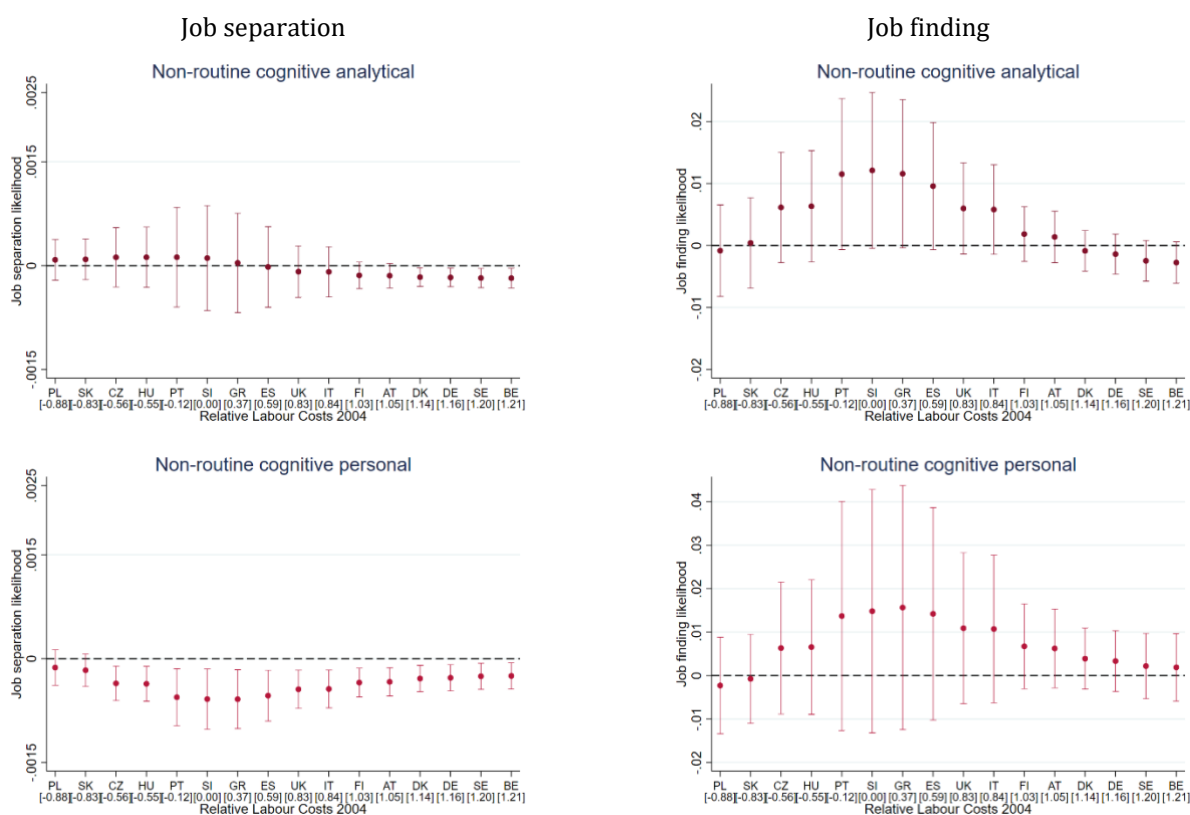 Job separation
Job finding
Non-routine cognitive analytical
Job separation likelihood
.0025
.0015
0
-.0015
PL SK CZ HU PT SI GR ES UK IT FI AT DK DE SE BE
[-0.88] [-0.83] [-0.56] [-0.55] [-0.12] [0.00] [0.37] [0.59] [0.83] [0.84] [1.03] [1.05] [1.14] [1.16] [1.20] [1.21]
Relative Labour Costs 2004
Non-routine cognitive analytical
Job finding likelihood
.02
.01
0
-.01
-.02
PL SK CZ HU PT SI GR ES UK IT FI AT DK DE SE BE
[-0.88] [-0.83] [-0.56] [-0.55] [-0.12] [0.00] [0.37] [0.59] [0.83] [0.84] [1.03] [1.05] [1.14] [1.16] [1.20] [1.21]
Relative Labour Costs 2004
Non-routine cognitive personal
Job separation likelihood
.0025
.0015
0
-.0015
PL SK CZ HU PT SI GR ES UK IT FI AT DK DE SE BE
[-0.88] [-0.83] [-0.56] [-0.55] [-0.12] [0.00] [0.37] [0.59] [0.83] [0.84] [1.03] [1.05] [1.14] [1.16] [1.20] [1.21]
Relative Labour Costs 2004
Non-routine cognitive personal
Job finding likelihood
.04
.03
.02
.01
0
-.01
-.02
PL SK CZ HU PT SI GR ES UK IT FI AT DK DE SE BE
[-0.88] [-0.83] [-0.56] [-0.55] [-0.12] [0.00] [0.37] [0.59] [0.83] [0.84] [1.03] [1.05] [1.14] [1.16] [1.20] [1.21]
Relative Labour Costs 2004